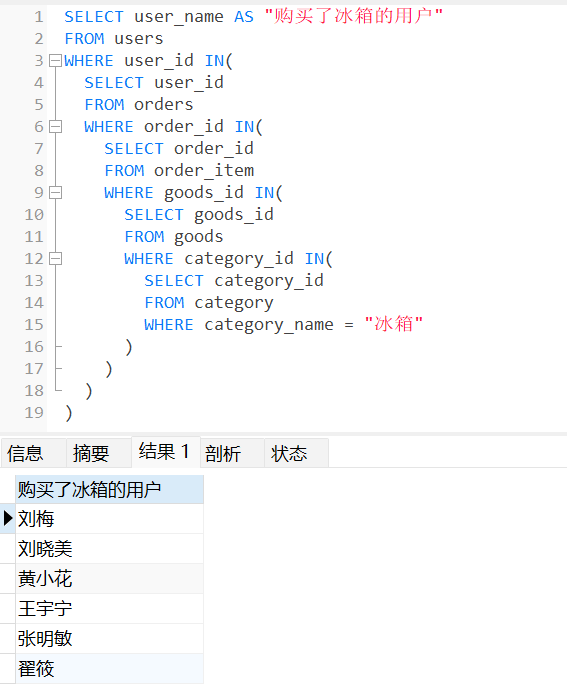 1 SELECT user_name AS "购买了冰箱的用户"
2 FROM users
3 WHERE user_id IN(
4 SELECT user_id
5 FROM orders
6 WHERE order_id IN(
7 SELECT order_id
8 FROM order_item
9 WHERE goods_id IN(
10 SELECT goods_id
11 FROM goods
12 WHERE category_id IN(
13 SELECT category_id
14 FROM category
15 WHERE category_name = "冰箱"
16 )
17 )
18 )
19 )
信息 摘要 结果 1 剖析 状态
购买了冰箱的用户
刘梅
刘晓美
黄小花
王宇宁
张明敏
翟筱